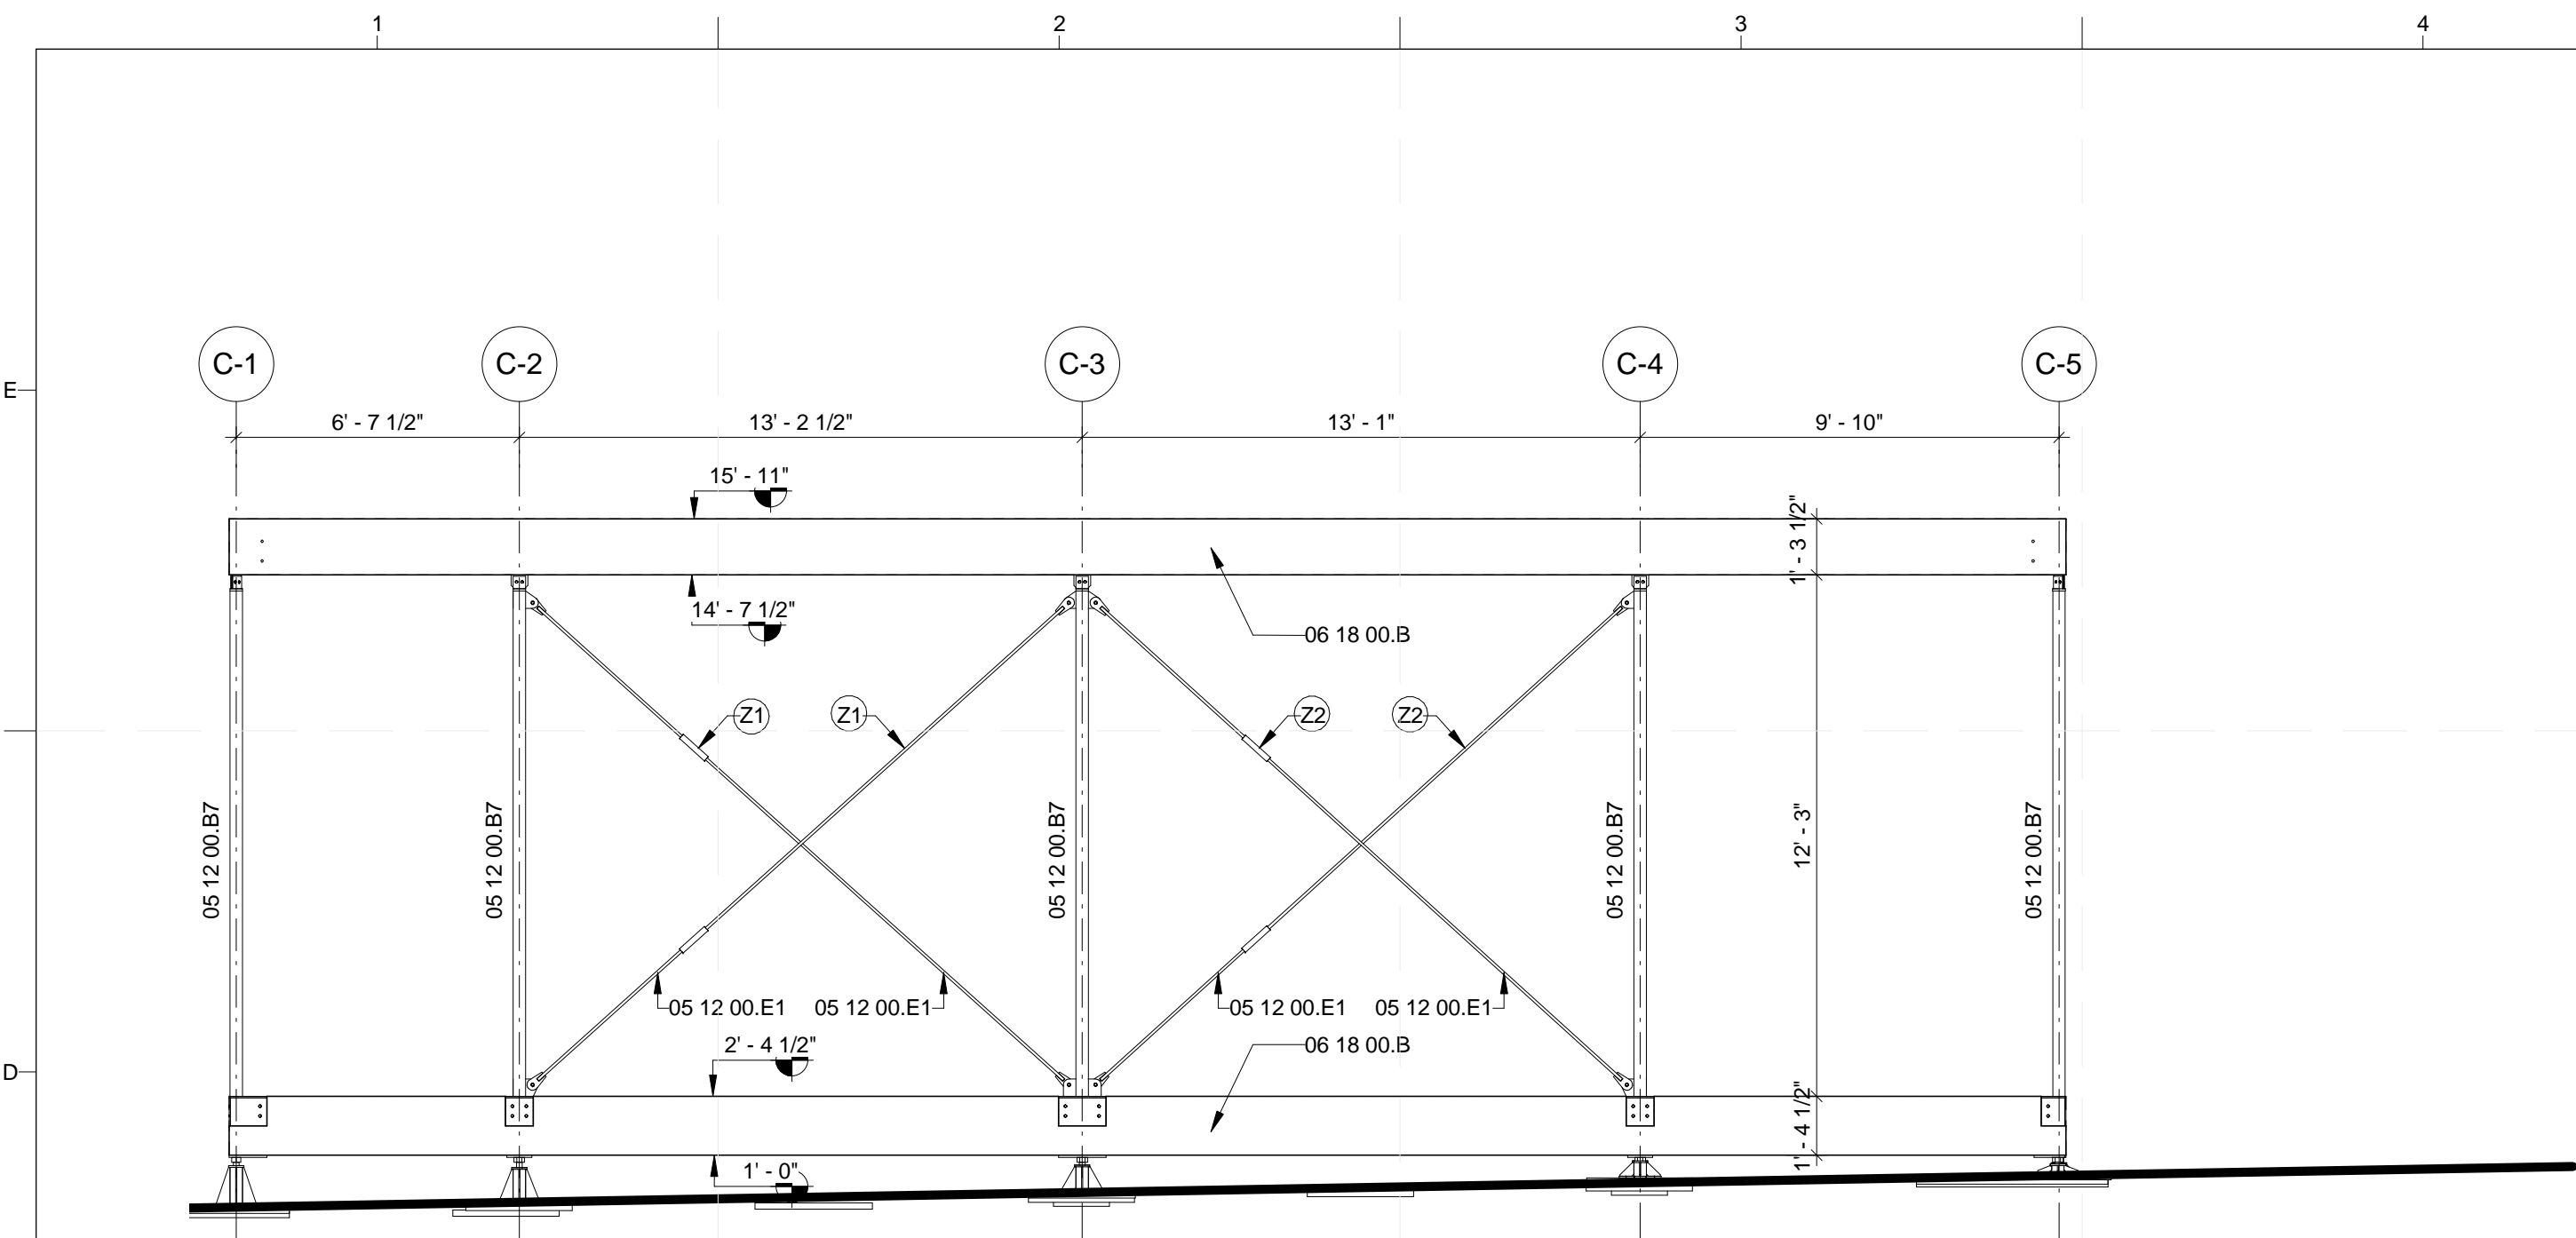 1
2
3
4
C-1
C-2
C-3
C-4
C-5
E
6' - 7 1/2"
13' - 2 1/2"
13' - 1"
9' - 10"
15' - 11"
1' - 3 1/2"
14' - 7 1/2"
06 18 00.B
Z1
Z1
Z2
Z2
05 12 00.B7
05 12 00.B7
05 12 00.B7
05 12 00.B7
05 12 00.B7
12' - 3"
05 12 00.E1
05 12 00.E1
05 12 00.E1
05 12 00.E1
2' - 4 1/2"
06 18 00.B
D
1' - 4 1/2"
1' - 0"